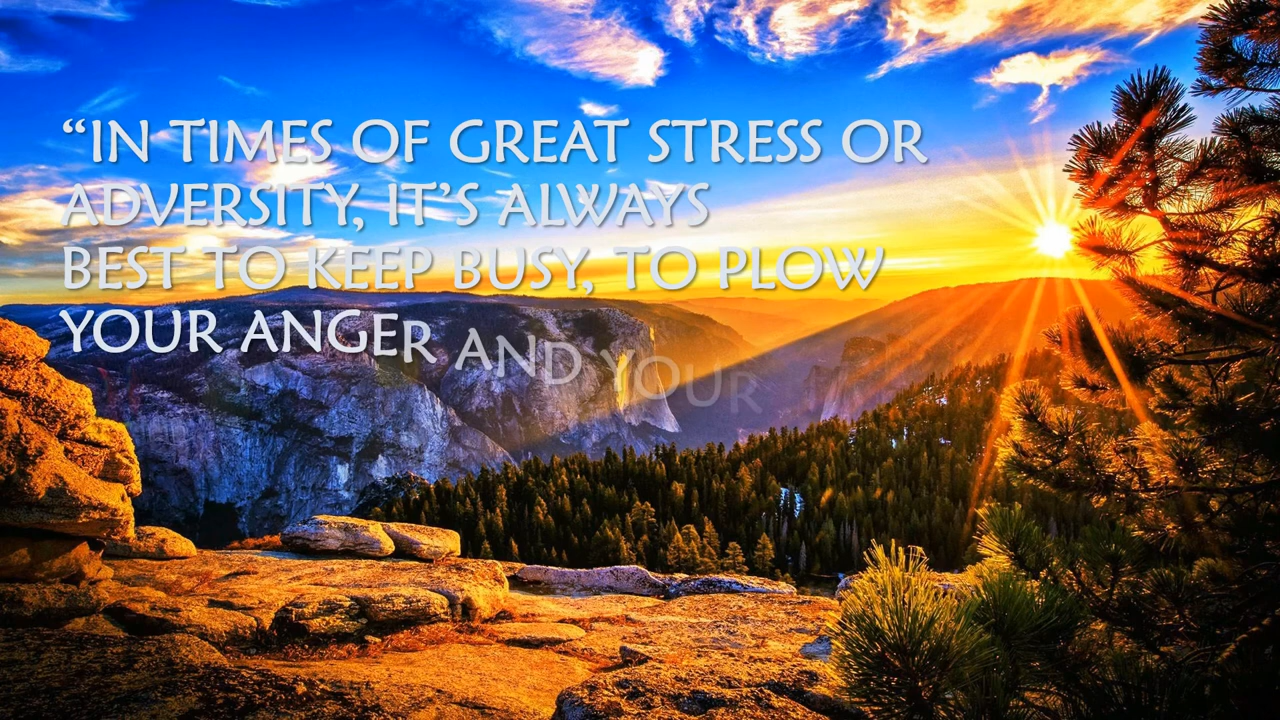 “IN TIMES OF GREAT STRESS OR
ADVERSITY, IT’S ALWAYS
BEST TO KEEP BUSY, TO PLOW
YOUR ANGER AND YOUR